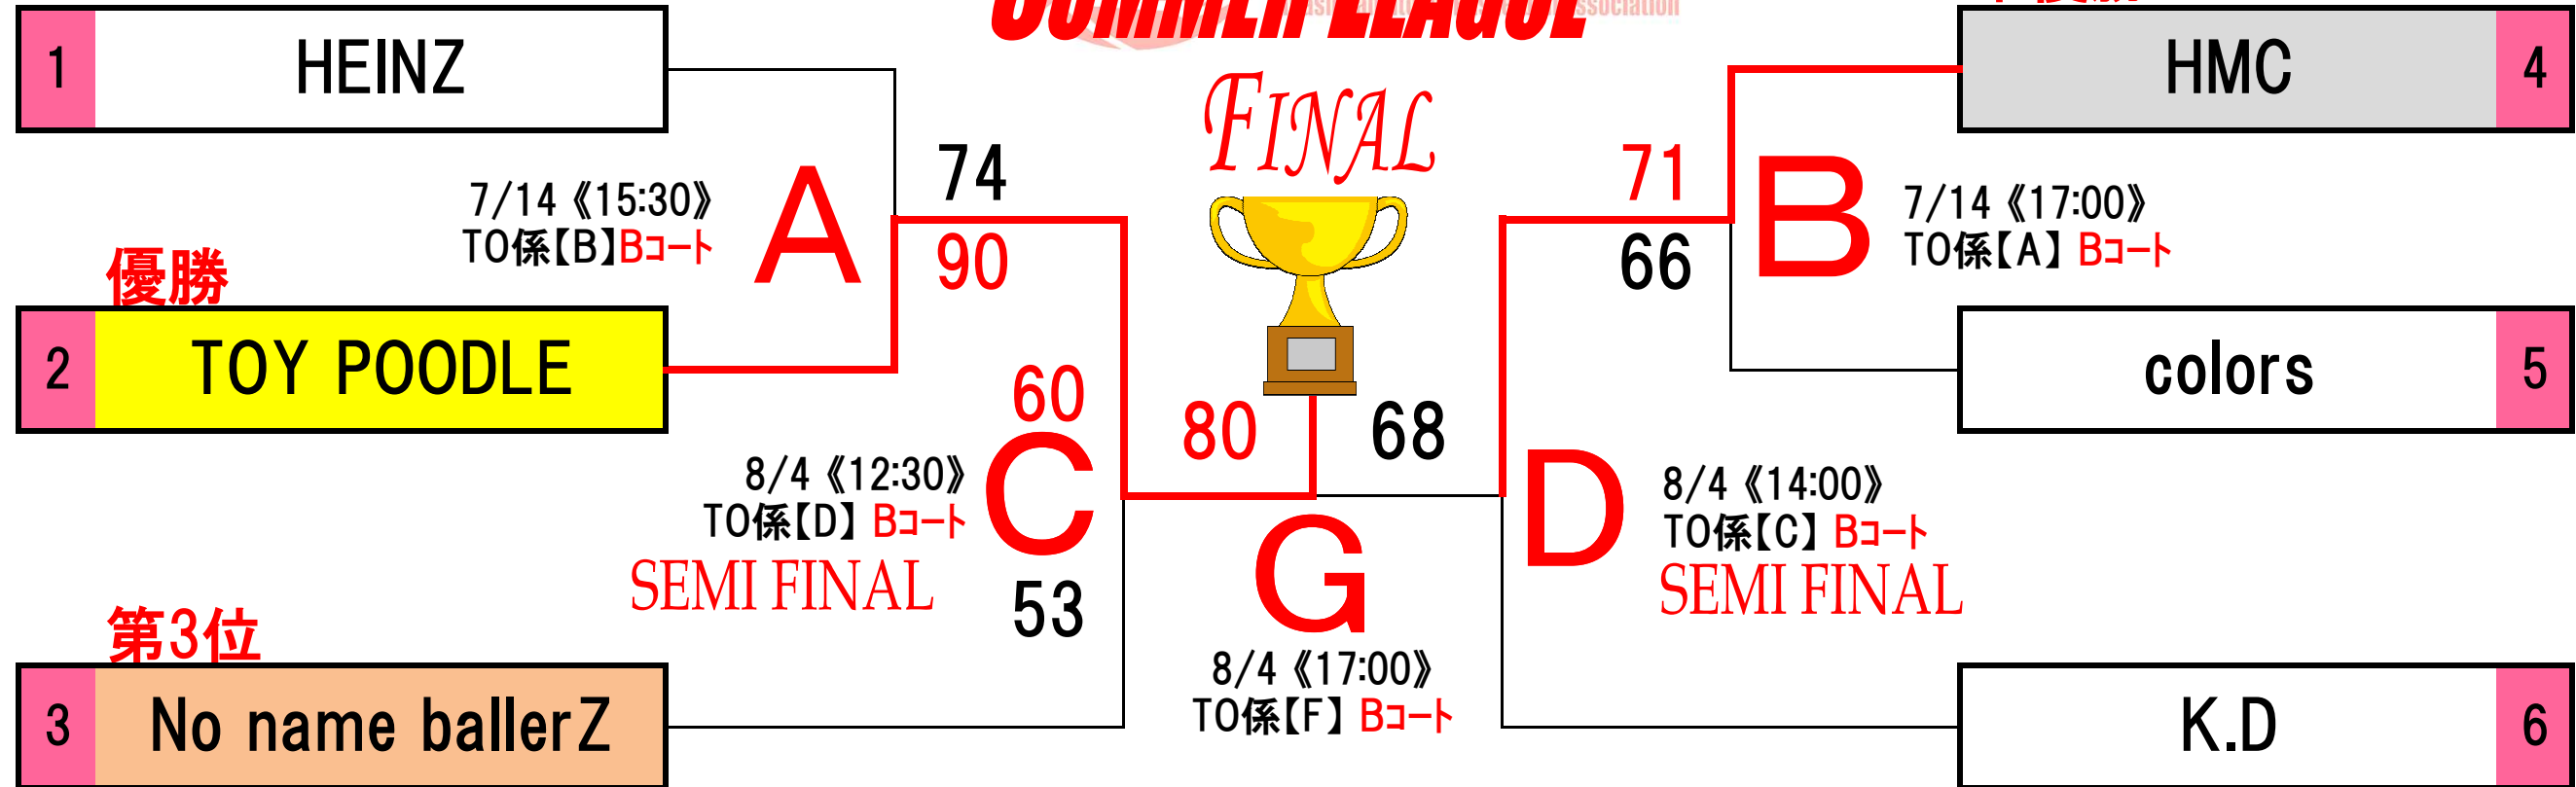 SUMMER LEAGUE
1 HEINZ
HMC 4
FINAL
74
90
71
66
A
7/14 《15:30》
TO係【B】Bコート
B
7/14 《17:00》
TO係【A】 Bコート
優勝
2 TOY POODLE
colors 5
60
53
80
68
8/4 《12:30》
TO係【D】 Bコート
C
SEMI FINAL
D
8/4 《14:00》
TO係【C】 Bコート
SEMI FINAL
G
8/4 《17:00》
TO係【F】 Bコート
第3位
3 No name ballerZ
K.D 6